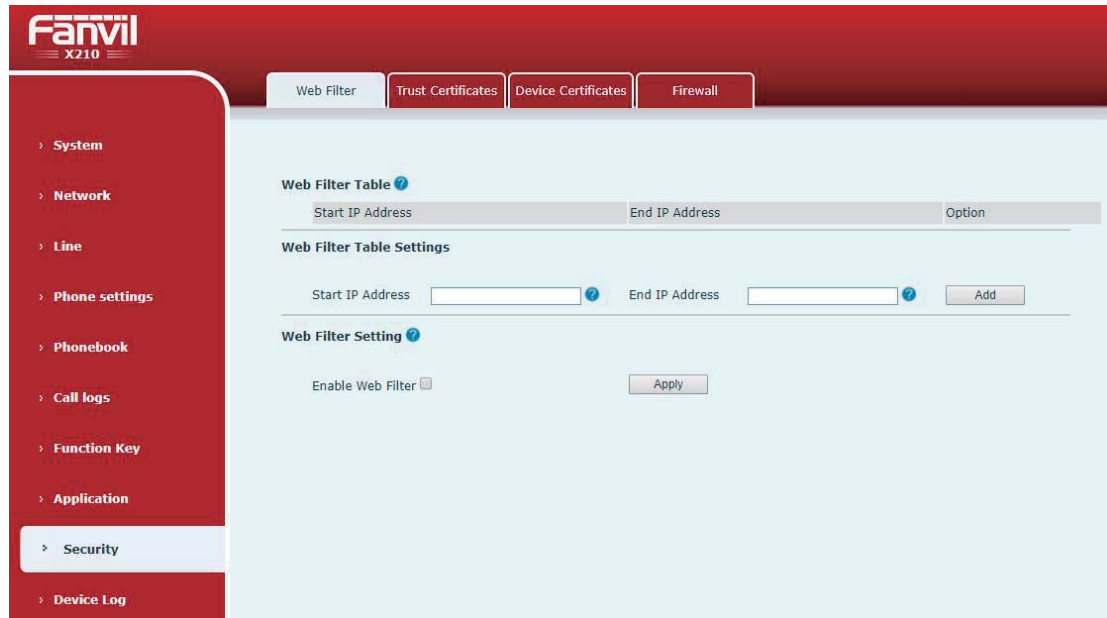 Fanvil
X210
Web Filter Trust Certificates Device Certificates Firewall
› System
› Network
› Line
› Phone settings
› Phonebook
› Call logs
› Function Key
› Application
› Security
› Device Log
Web Filter Table ?
Start IP Address End IP Address Option
Web Filter Table Settings
Start IP Address ? End IP Address ? Add
Web Filter Setting ?
Enable Web Filter Apply